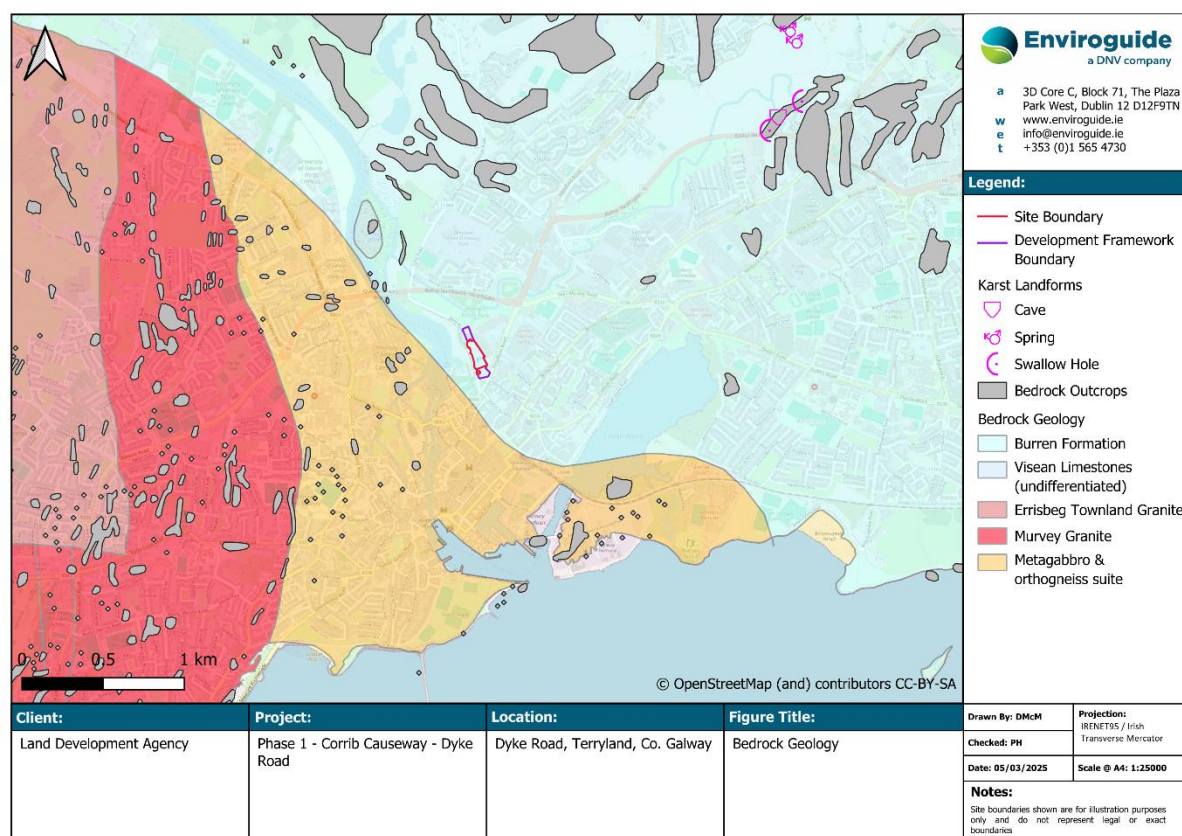 Enviroguide
a DNV company
a 3D Core C, Block 71, The Plaza
Park West, Dublin 12 D12F9TN
w www.enviroguide.ie
e info@enviroguide.ie
t +353 (0)1 565 4730
Legend:
Site Boundary
Development Framework
Boundary
Karst Landforms
Cave
Spring
Swallow Hole
Bedrock Outcrops
Bedrock Geology
Burren Formation
Visean Limestones
(undifferentiated)
Errisbeg Townland Granite
Murvey Granite
Metagabbro &
orthogneiss suite
0 0.5 1 km
© OpenStreetMap (and) contributors CC-BY-SA
Client:
Land Development Agency
Project:
Phase 1 - Corrib Causeway - Dyke
Road
Location:
Dyke Road, Terryland, Co. Galway
Figure Title:
Bedrock Geology
Drawn By: DMcM
Projection:
IRENET95 / Irish
Transverse Mercator
Checked: PH
Date: 05/03/2025
Scale @ A4: 1:25000
Notes:
Site boundaries shown are for illustration purposes
only and do not represent legal or exact
boundaries